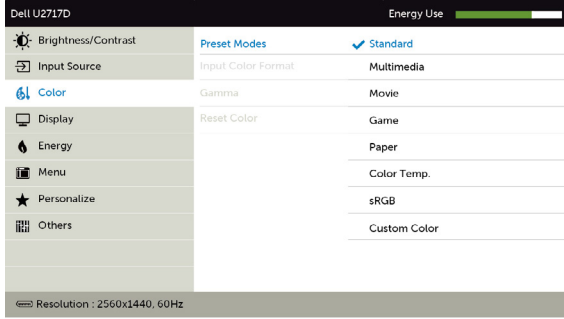 Dell U2717D Energy Use
Brightness/Contrast Preset Modes Standard
Input Source Input Color Format Multimedia
Color Gamma Movie
Display Reset Color Game
Energy Paper
Menu Color Temp.
Personalize sRGB
Others Custom Color
Resolution : 2560x1440, 60Hz